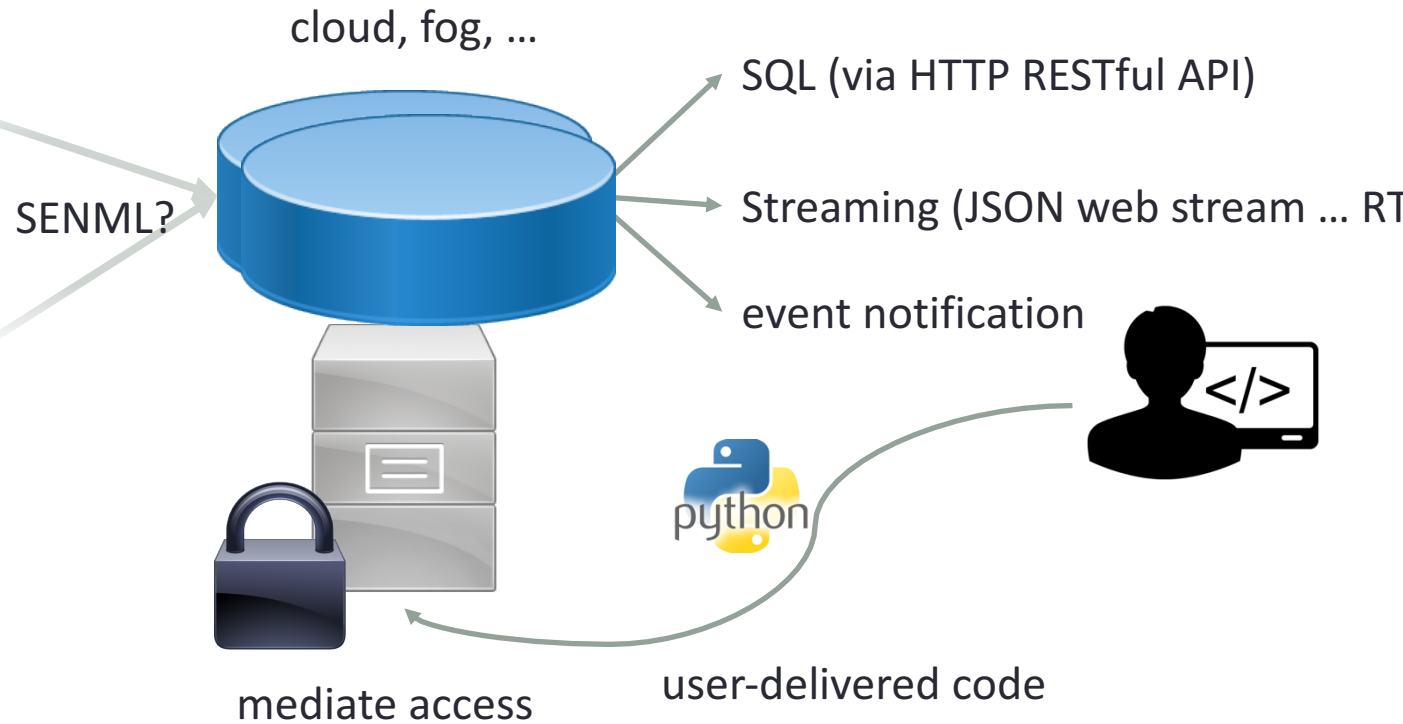 cloud, fog, …
SQL (via HTTP RESTful API)
SENML?
Streaming (JSON web stream … RT
event notification
</>
python
user-delivered code
mediate access